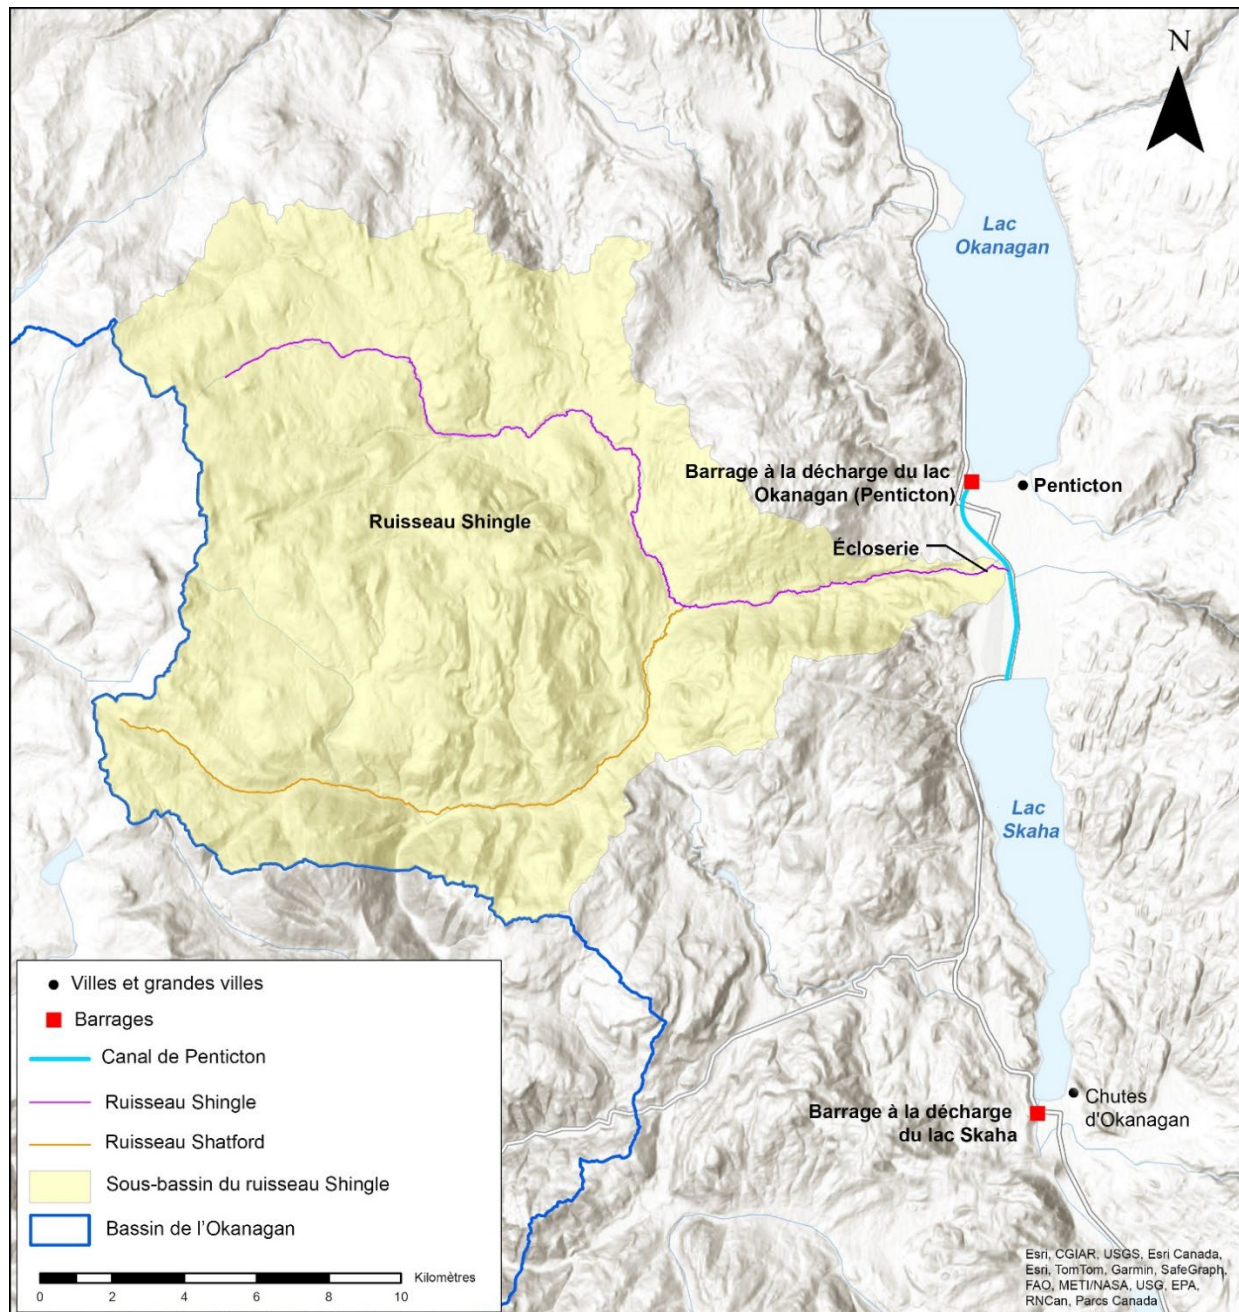 N
Lac
Okanagan
Barrage à la décharge du lac
Okanagan (Penticton)
Penticton
Ruisseau Shingle
Écloserie
Lac
Skaha
Chutes
d'Okanagan
Barrage à la décharge
du lac Skaha
Villes et grandes villes
Barrages
Canal de Penticton
Ruisseau Shingle
Ruisseau Shatford
Sous-bassin du ruisseau Shingle
Bassin de l’Okanagan
Kilomètres
0 2 4 6 8 10
Esri, CGIAR, USGS, Esri Canada,
Esri, TomTom, Garmin, SafeGraph,
FAO, METI/NASA, USG, EPA,
RNCan, Parcs Canada